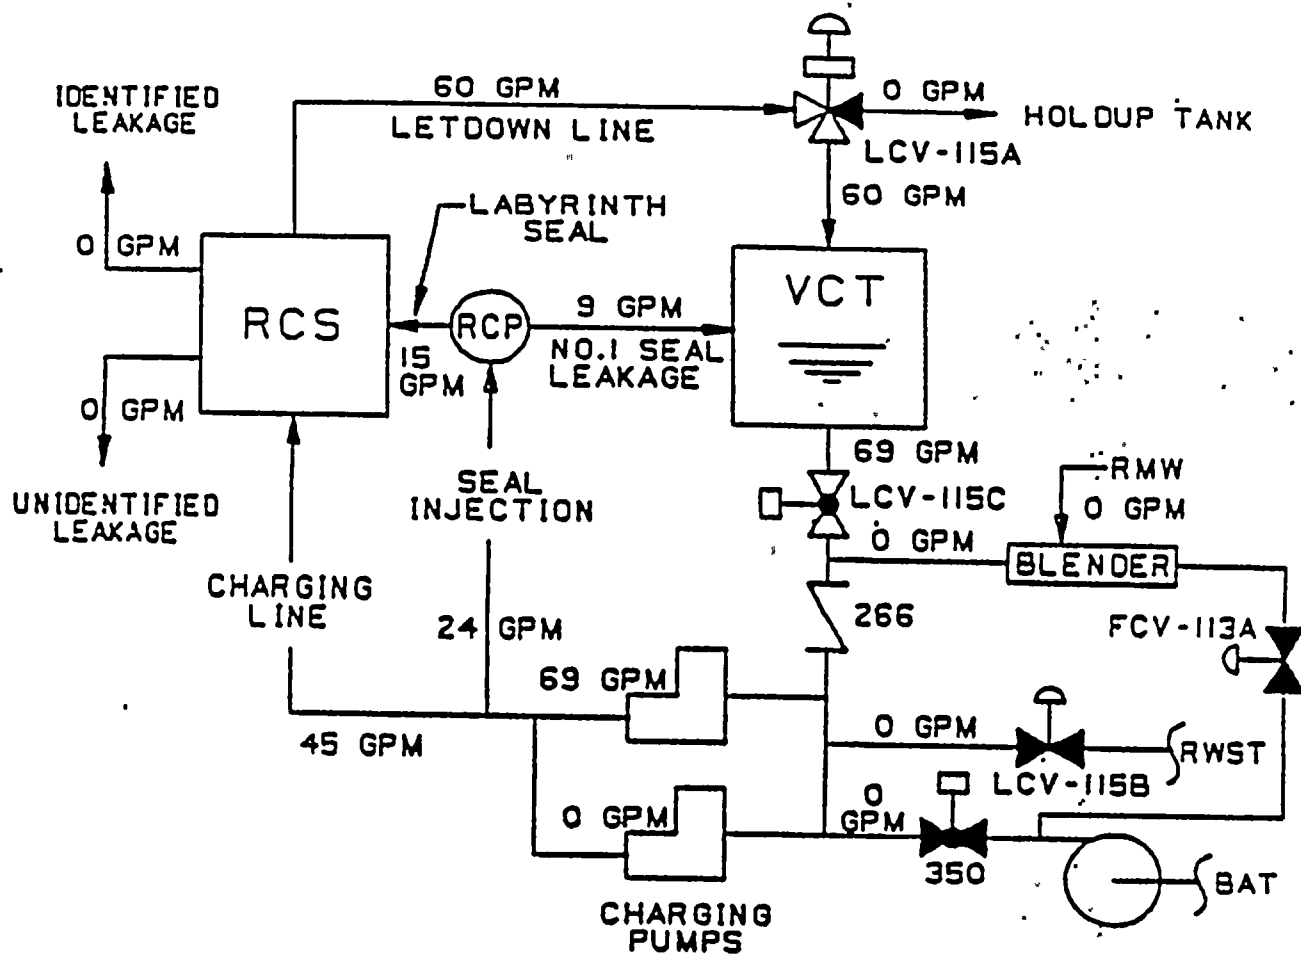 IDENTIFIED
LEAKAGE
60 GPM
LETDOWN LINE
0 GPM
HOLDUP TANK
LCV-115A
60 GPM
LABYRINTH
SEAL
0 GPM
RCS
RCP
15
GPM
9 GPM
NO.1 SEAL
LEAKAGE
VCT
0 GPM
UNIDENTIFIED
LEAKAGE
SEAL
INJECTION
69 GPM
LCV-115C
RMW
0 GPM
0 GPM
BLENDER
CHARGING
LINE
24 GPM
266
FCV-113A
69 GPM
45 GPM
0 GPM
RWST
LCV-115B
0 GPM
0
GPM
350
BAT
CHARGING
PUMPS